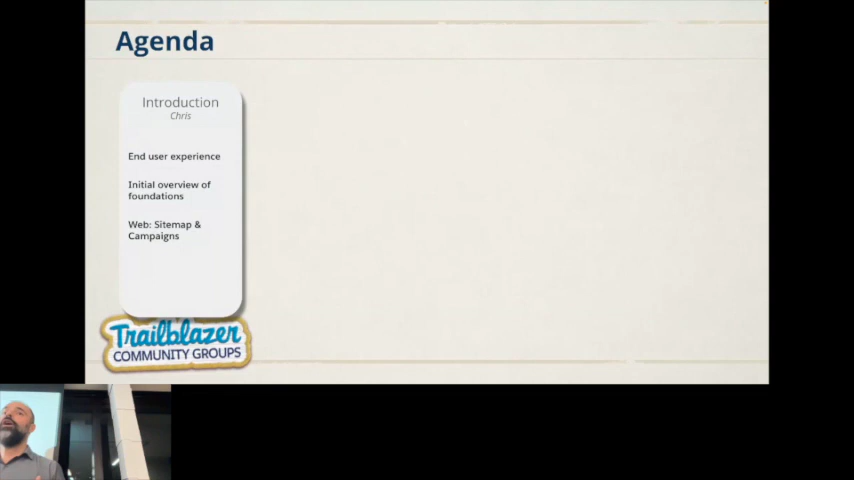 Agenda
Introduction
Chris
End user experience
Initial overview of
foundations
Web: Sitemap &
Campaigns
Trailblazer
COMMUNITY GROUPS